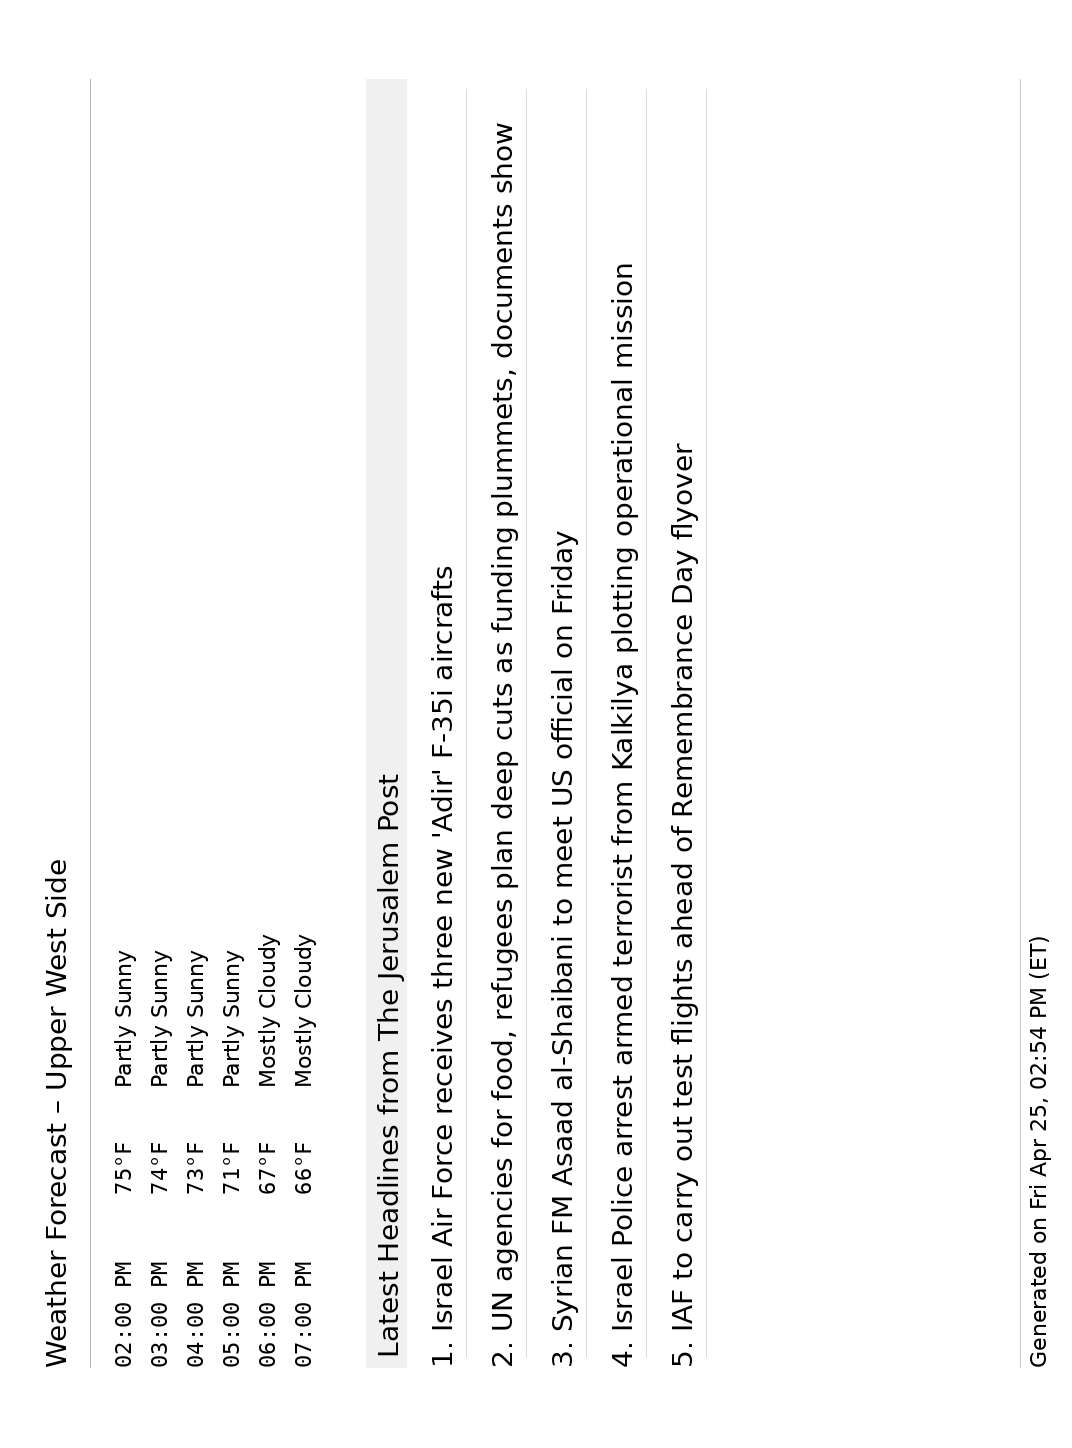 Weather Forecast – Upper West Side
02:00 PM 75°F Partly Sunny
03:00 PM 74°F Partly Sunny
04:00 PM 73°F Partly Sunny
05:00 PM 71°F Partly Sunny
06:00 PM 67°F Mostly Cloudy
07:00 PM 66°F Mostly Cloudy
Latest Headlines from The Jerusalem Post
1. Israel Air Force receives three new 'Adir' F-35i aircrafts
2. UN agencies for food, refugees plan deep cuts as funding plummets, documents show
3. Syrian FM Asaad al-Shaibani to meet US official on Friday
4. Israel Police arrest armed terrorist from Kalkilya plotting operational mission
5. IAF to carry out test flights ahead of Remembrance Day flyover
Generated on Fri Apr 25, 02:54 PM (ET)